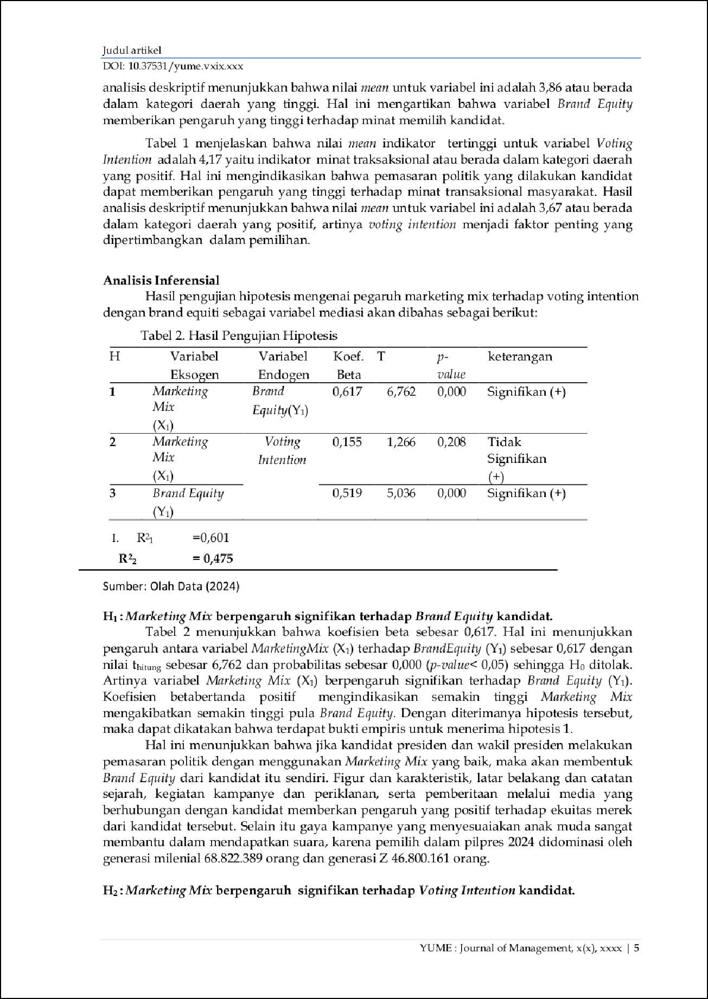 Judul artikel
DOI: 10.37531/yume.vxix.xxx
analisis deskriptif menunjukkan bahwa nilai mean untuk variabel ini adalah 3,86 atau berada
dalam kategori daerah yang tinggi. Hal ini mengartikan bahwa variabel Brand Equity
memberikan pengaruh yang tinggi terhadap minat memilih kandidat.
Tabel 1 menjelaskan bahwa nilai mean indikator tertinggi untuk variabel Voting
Intention adalah 4,17 yaitu indikator minat traksaksional atau berada dalam kategori daerah
yang positif. Hal ini mengindikasikan bahwa pemasaran politik yang dilakukan kandidat
dapat memberikan pengaruh yang tinggi terhadap minat transaksional masyarakat. Hasil
analisis deskriptif menunjukkan bahwa nilai mean untuk variabel ini adalah 3,67 atau berada
dalam kategori daerah yang positif, artinya voting intention menjadi faktor penting yang
dipertimbangkan dalam pemilihan.
Analisis Inferensial
Hasil pengujian hipotesis mengenai pegaruh marketing mix terhadap voting intention
dengan brand equiti sebagai variabel mediasi akan dibahas sebagai berikut:
Tabel 2. Hasil Pengujian Hipotesis
H Variabel Variabel Koef. T p- keterangan
Eksogen Endogen Beta value
1 Marketing Brand 0,617 6,762 0,000 Signifikan (+)
Mix Equity(Y1)
(X1)
2 Marketing Voting 0,155 1,266 0,208 Tidak
Mix Intention Signifikan
(X1) (+)
3 Brand Equity 0,519 5,036 0,000 Signifikan (+)
(Y1)
I. R²1 =0,601
R²2 = 0,475
Sumber: Olah Data (2024)
H1 : Marketing Mix berpengaruh signifikan terhadap Brand Equity kandidat.
Tabel 2 menunjukkan bahwa koefisien beta sebesar 0,617. Hal ini menunjukkan
pengaruh antara variabel MarketingMix (X1) terhadap BrandEquity (Y1) sebesar 0,617 dengan
nilai thitung sebesar 6,762 dan probabilitas sebesar 0,000 (p-value< 0,05) sehingga H0 ditolak.
Artinya variabel Marketing Mix (X1) berpengaruh signifikan terhadap Brand Equity (Y1).
Koefisien betabertanda positif mengindikasikan semakin tinggi Marketing Mix
mengakibatkan semakin tinggi pula Brand Equity. Dengan diterimanya hipotesis tersebut,
maka dapat dikatakan bahwa terdapat bukti empiris untuk menerima hipotesis 1.
Hal ini menunjukkan bahwa jika kandidat presiden dan wakil presiden melakukan
pemasaran politik dengan menggunakan Marketing Mix yang baik, maka akan membentuk
Brand Equity dari kandidat itu sendiri. Figur dan karakteristik, latar belakang dan catatan
sejarah, kegiatan kampanye dan periklanan, serta pemberitaan melalui media yang
berhubungan dengan kandidat memberkan pengaruh yang positif terhadap ekuitas merek
dari kandidat tersebut. Selain itu gaya kampanye yang menyesuaiakan anak muda sangat
membantu dalam mendapatkan suara, karena pemilih dalam pilpres 2024 didominasi oleh
generasi milenial 68.822.389 orang dan generasi Z 46.800.161 orang.
H2 : Marketing Mix berpengaruh signifikan terhadap Voting Intention kandidat.
YUME : Journal of Management, x(x), xxxx | 5